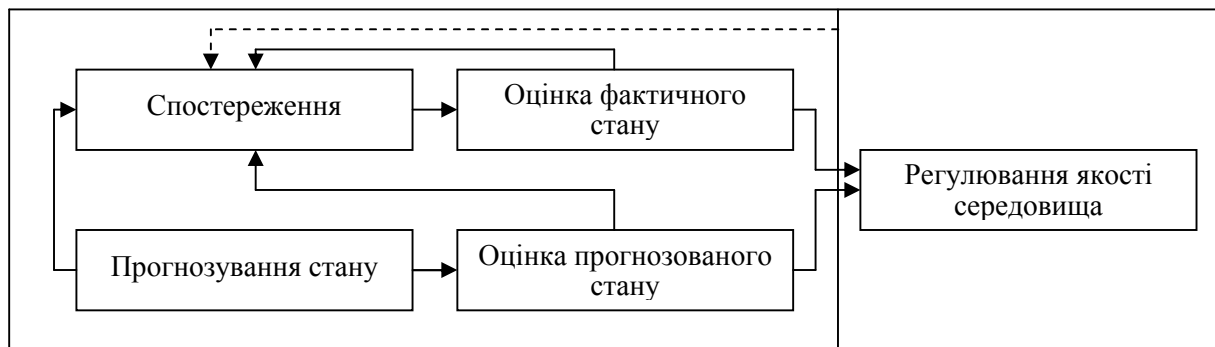 Спостереження
Оцінка фактичного
стану
Регулювання якості
середовища
Прогнозування стану
Оцінка прогнозованого
стану